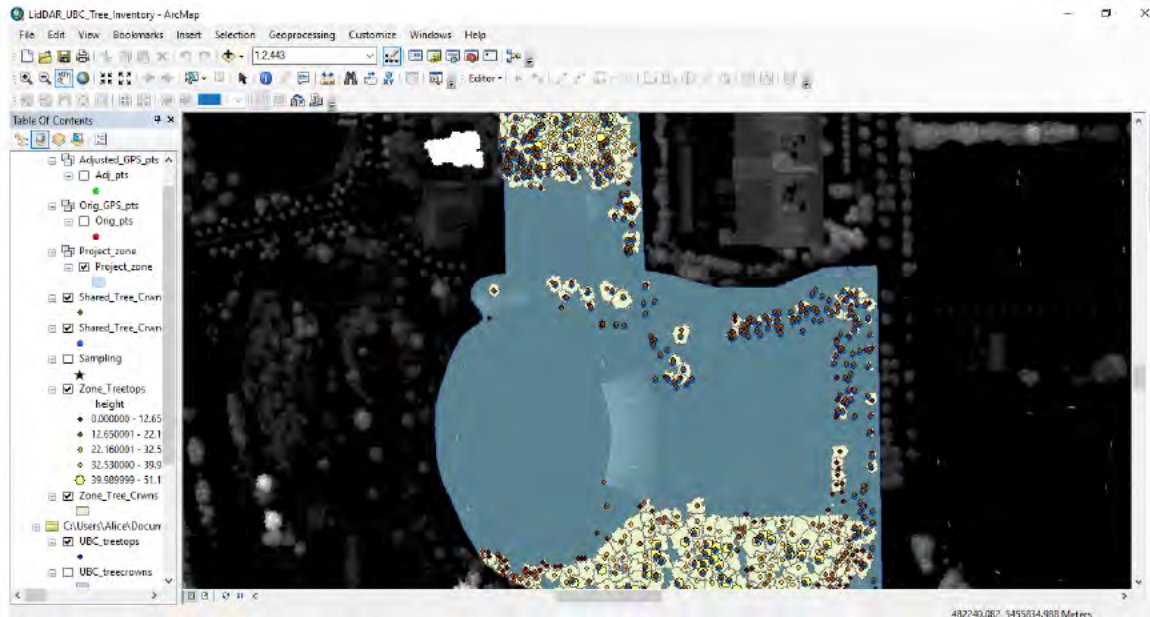 LidDAR_UBC_Tree_Inventory - ArcMap
File Edit View Bookmarks Insert Selection Geoprocessing Customize Windows Help
1:2,443
Editor
Table Of Contents
Adjusted_GPS_pts
Adj_pts
Orig_GPS_pts
Orig_pts
Project_zone
Project_zone
Shared_Tree_Crwn
Shared_Tree_Crwn
Sampling
Zone_Treetops
height
0.000000 - 12.65
12.650001 - 22.1
22.160001 - 32.5
32.530000 - 39.9
39.989999 - 51.1
Zone_Tree_Crwns
C:\Users\Alice\Docum
UBC_treetops
UBC_treecrowns
482240.087 5455834.988 Meters